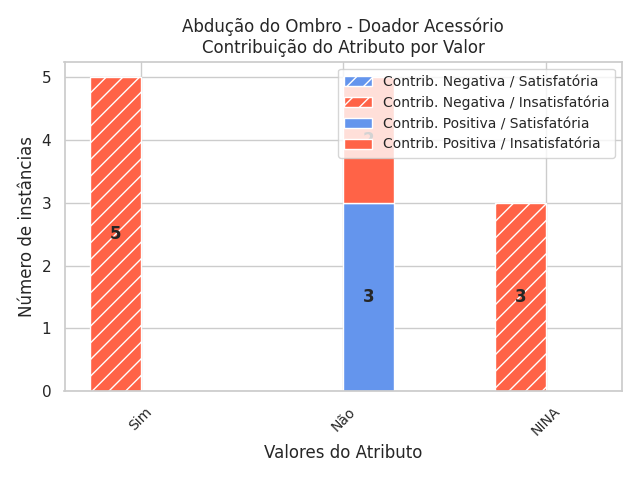 Abdução do Ombro - Doador Acessório
Contribuição do Atributo por Valor
Contrib. Negativa / Satisfatória
Contrib. Negativa / Insatisfatória
Contrib. Positiva / Satisfatória
Contrib. Positiva / Insatisfatória
Número de instâncias
5
4
3
2
1
0
5
2
3
3
Sim
Não
NINA
Valores do Atributo